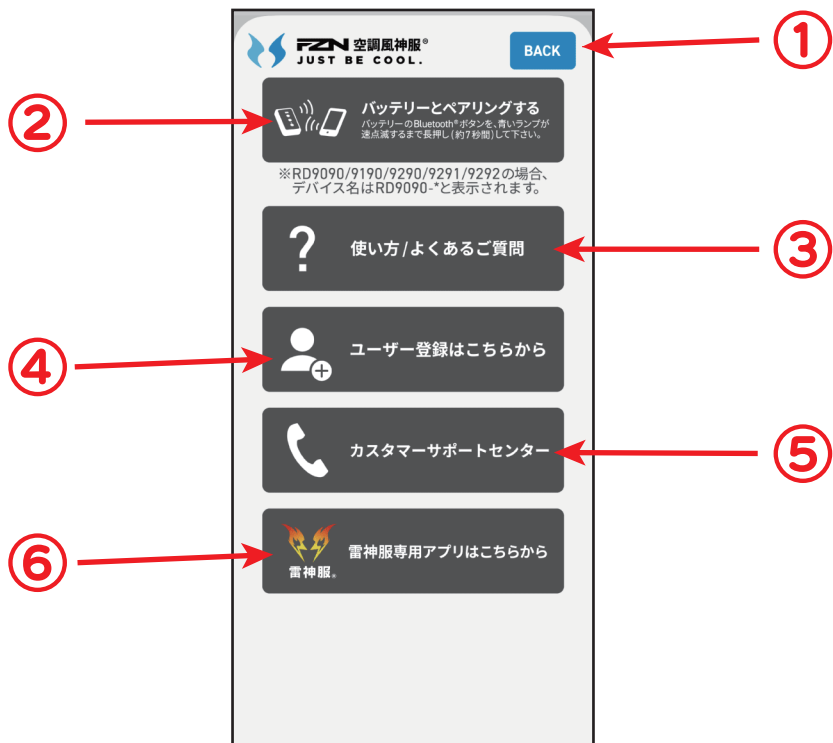 FZN 空調風神服®
JUST BE COOL.
BACK
①
②
バッテリーとペアリングする
バッテリーのBluetooth®ボタンを、青いランプが
速点滅するまで長押し(約7秒間)して下さい。
※RD9090/9190/9290/9291/9292の場合、
デバイス名はRD9090-*と表示されます。
?
使い方/よくあるご質問
③
④
ユーザー登録はこちらから
カスタマーサポートセンター
⑤
⑥
雷神服®
雷神服専用アプリはこちらから